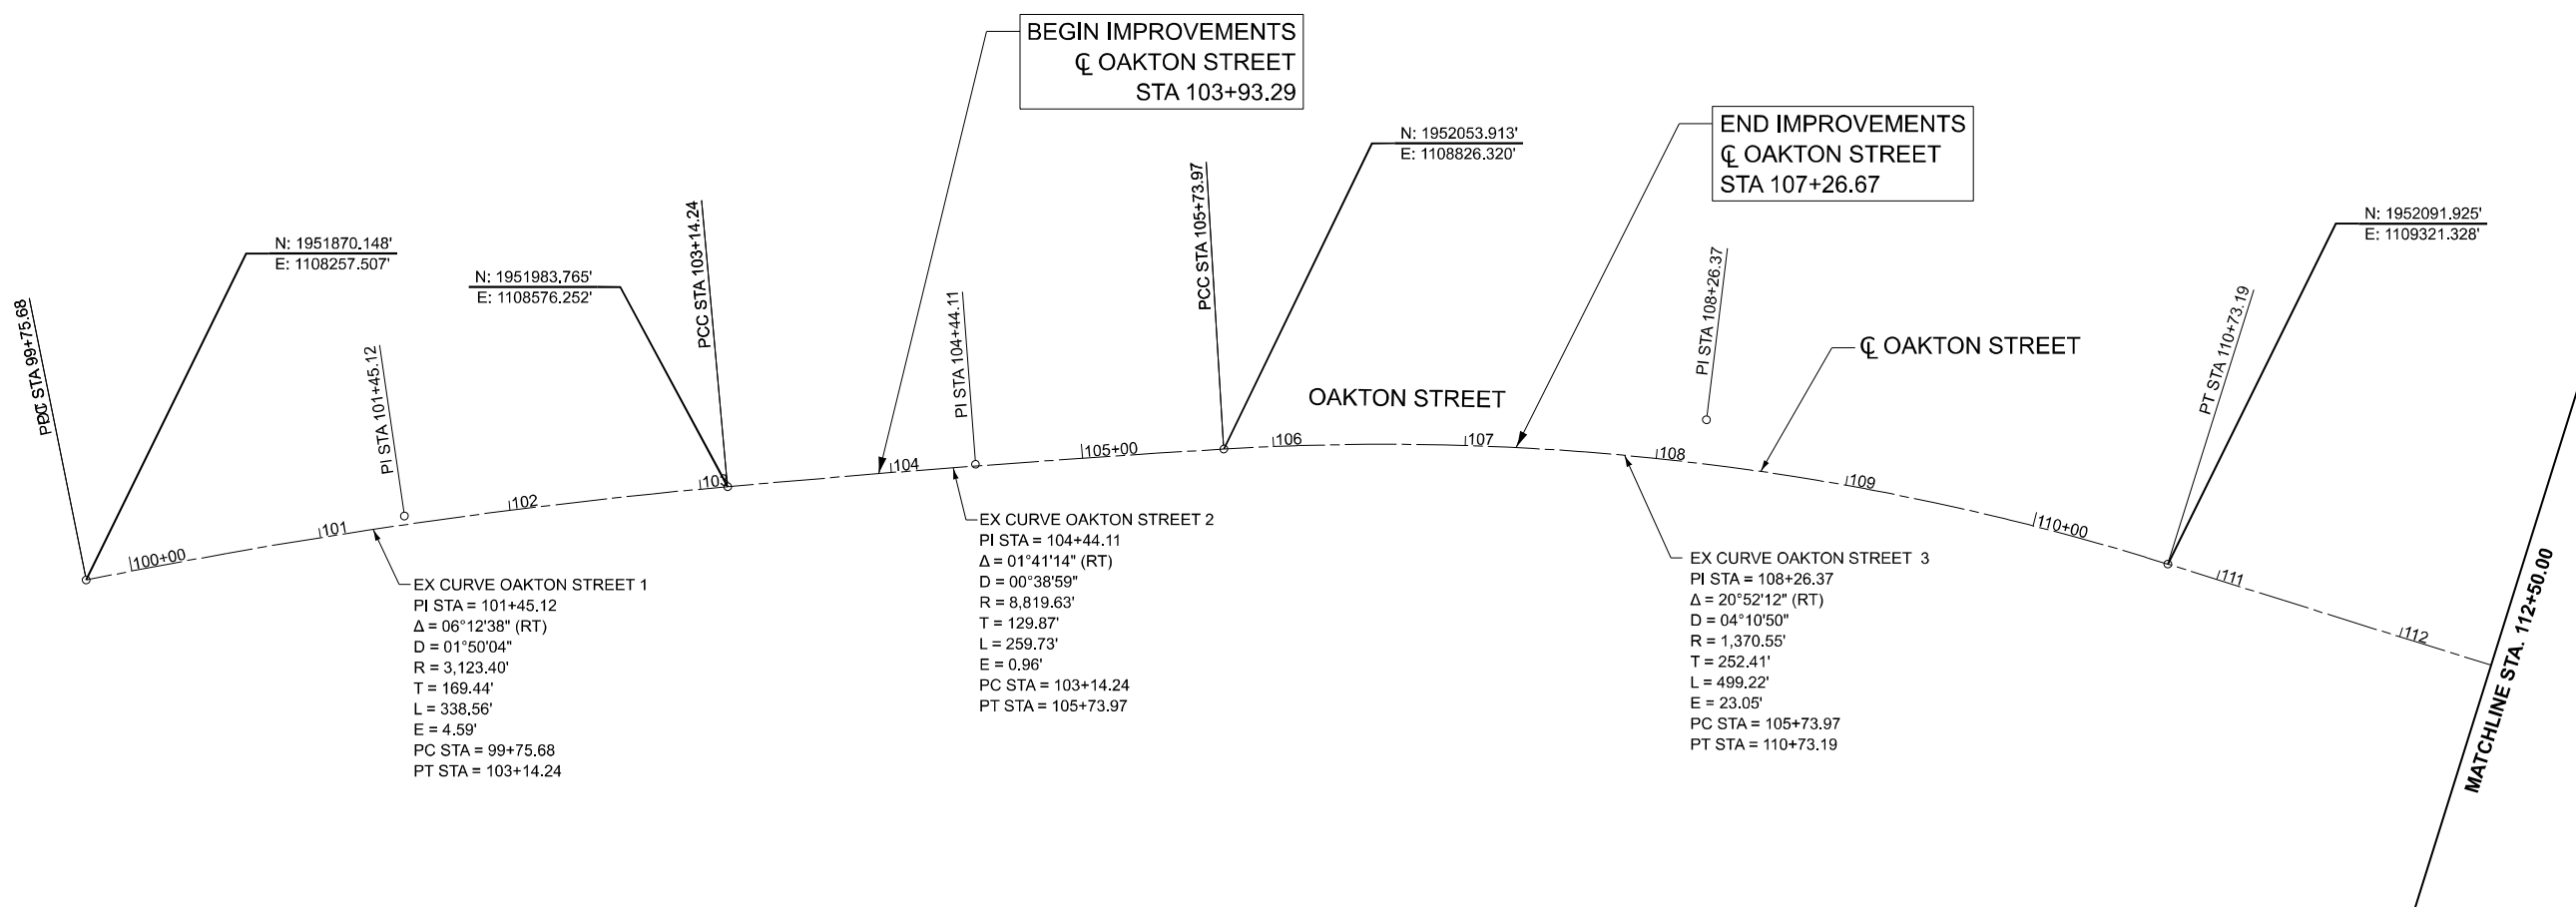 BEGIN IMPROVEMENTS
℄ OAKTON STREET
STA 103+93.29
END IMPROVEMENTS
℄ OAKTON STREET
STA 107+26.67
N: 1951870.148'
E: 1108257.507'
N: 1951983.765'
E: 1108576.252'
N: 1952053.913'
E: 1108826.320'
N: 1952091.925'
E: 1109321.328'
STA 99+75.68
PI STA 101+45.12
PCC STA 103+14.24
PI STA 104+44.11
PCC STA 105+73.97
PI STA 108+26.37
PT STA 110+73.19
OAKTON STREET
℄ OAKTON STREET
100+00
101
102
103
104
105+00
106
107
108
109
110+00
111
112
MATCHLINE STA. 112+50.00
EX CURVE OAKTON STREET 1
PI STA = 101+45.12
Δ = 06°12'38" (RT)
D = 01°50'04"
R = 3,123.40'
T = 169.44'
L = 338.56'
E = 4.59'
PC STA = 99+75.68
PT STA = 103+14.24
EX CURVE OAKTON STREET 2
PI STA = 104+44.11
Δ = 01°41'14" (RT)
D = 00°38'59"
R = 8,819.63'
T = 129.87'
L = 259.73'
E = 0.96'
PC STA = 103+14.24
PT STA = 105+73.97
EX CURVE OAKTON STREET 3
PI STA = 108+26.37
Δ = 20°52'12" (RT)
D = 04°10'50"
R = 1,370.55'
T = 252.41'
L = 499.22'
E = 23.05'
PC STA = 105+73.97
PT STA = 110+73.19